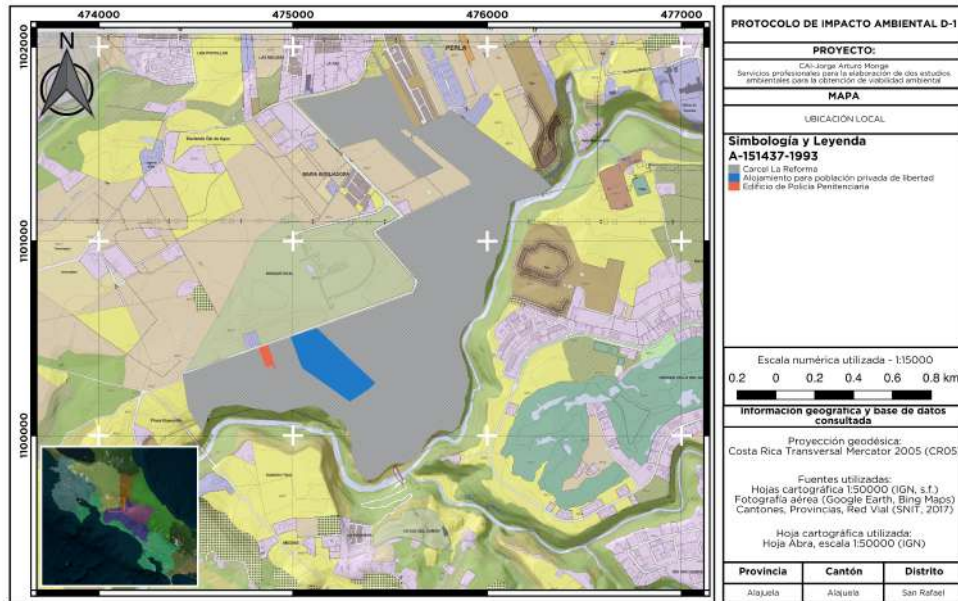 474000 475000 476000 477000
1102000
1101000
1100000
N
PERLA
MARIA AUXILIADORA
PROTOCOLO DE IMPACTO AMBIENTAL D-1
PROYECTO:
CAI-Jorge Arturo Monge
Servicios profesionales para la elaboración de dos estudios
ambientales para la obtención de viabilidad ambiental
MAPA
UBICACIÓN LOCAL
Simbología y Leyenda
A-151437-1993
Carcel La Reforma
Alojamiento para población privada de libertad
Edificio de Policía Penitenciaria
Escala numérica utilizada - 1:15000
0.2 0 0.2 0.4 0.6 0.8 km
Información geográfica y base de datos
consultada
Proyección geodésica:
Costa Rica Transversal Mercator 2005 (CR05)
Fuentes utilizadas:
Hojas cartográfica 1:50000 (IGN, s.f.)
Fotografía aérea (Google Earth, Bing Maps)
Cantones, Provincias, Red Vial (SNIT, 2017)
Hoja cartográfica utilizada:
Hoja Abra, escala 1:50000 (IGN)
Provincia Cantón Distrito
Alajuela Alajuela San Rafael